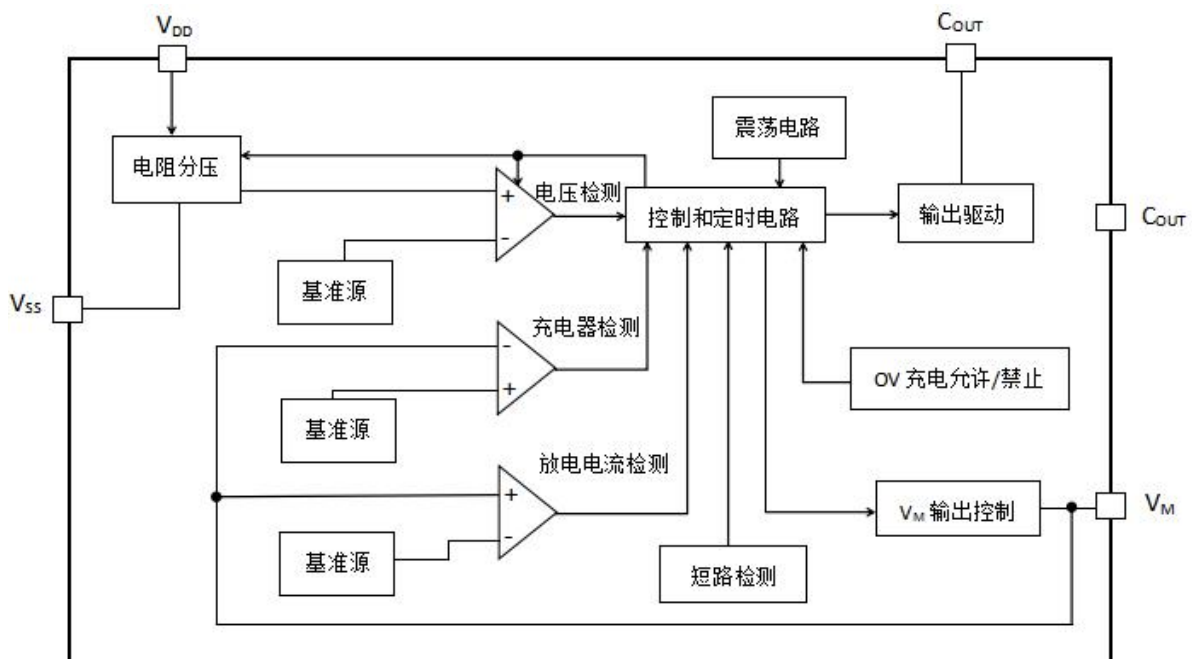 VDD
COUT
震荡电路
电阻分压
+
电压检测
控制和定时电路
输出驱动
COUT
-
基准源
VSS
充电器检测
-
OV 充电允许/禁止
+
基准源
放电电流检测
+
VM 输出控制
VM
-
基准源
短路检测